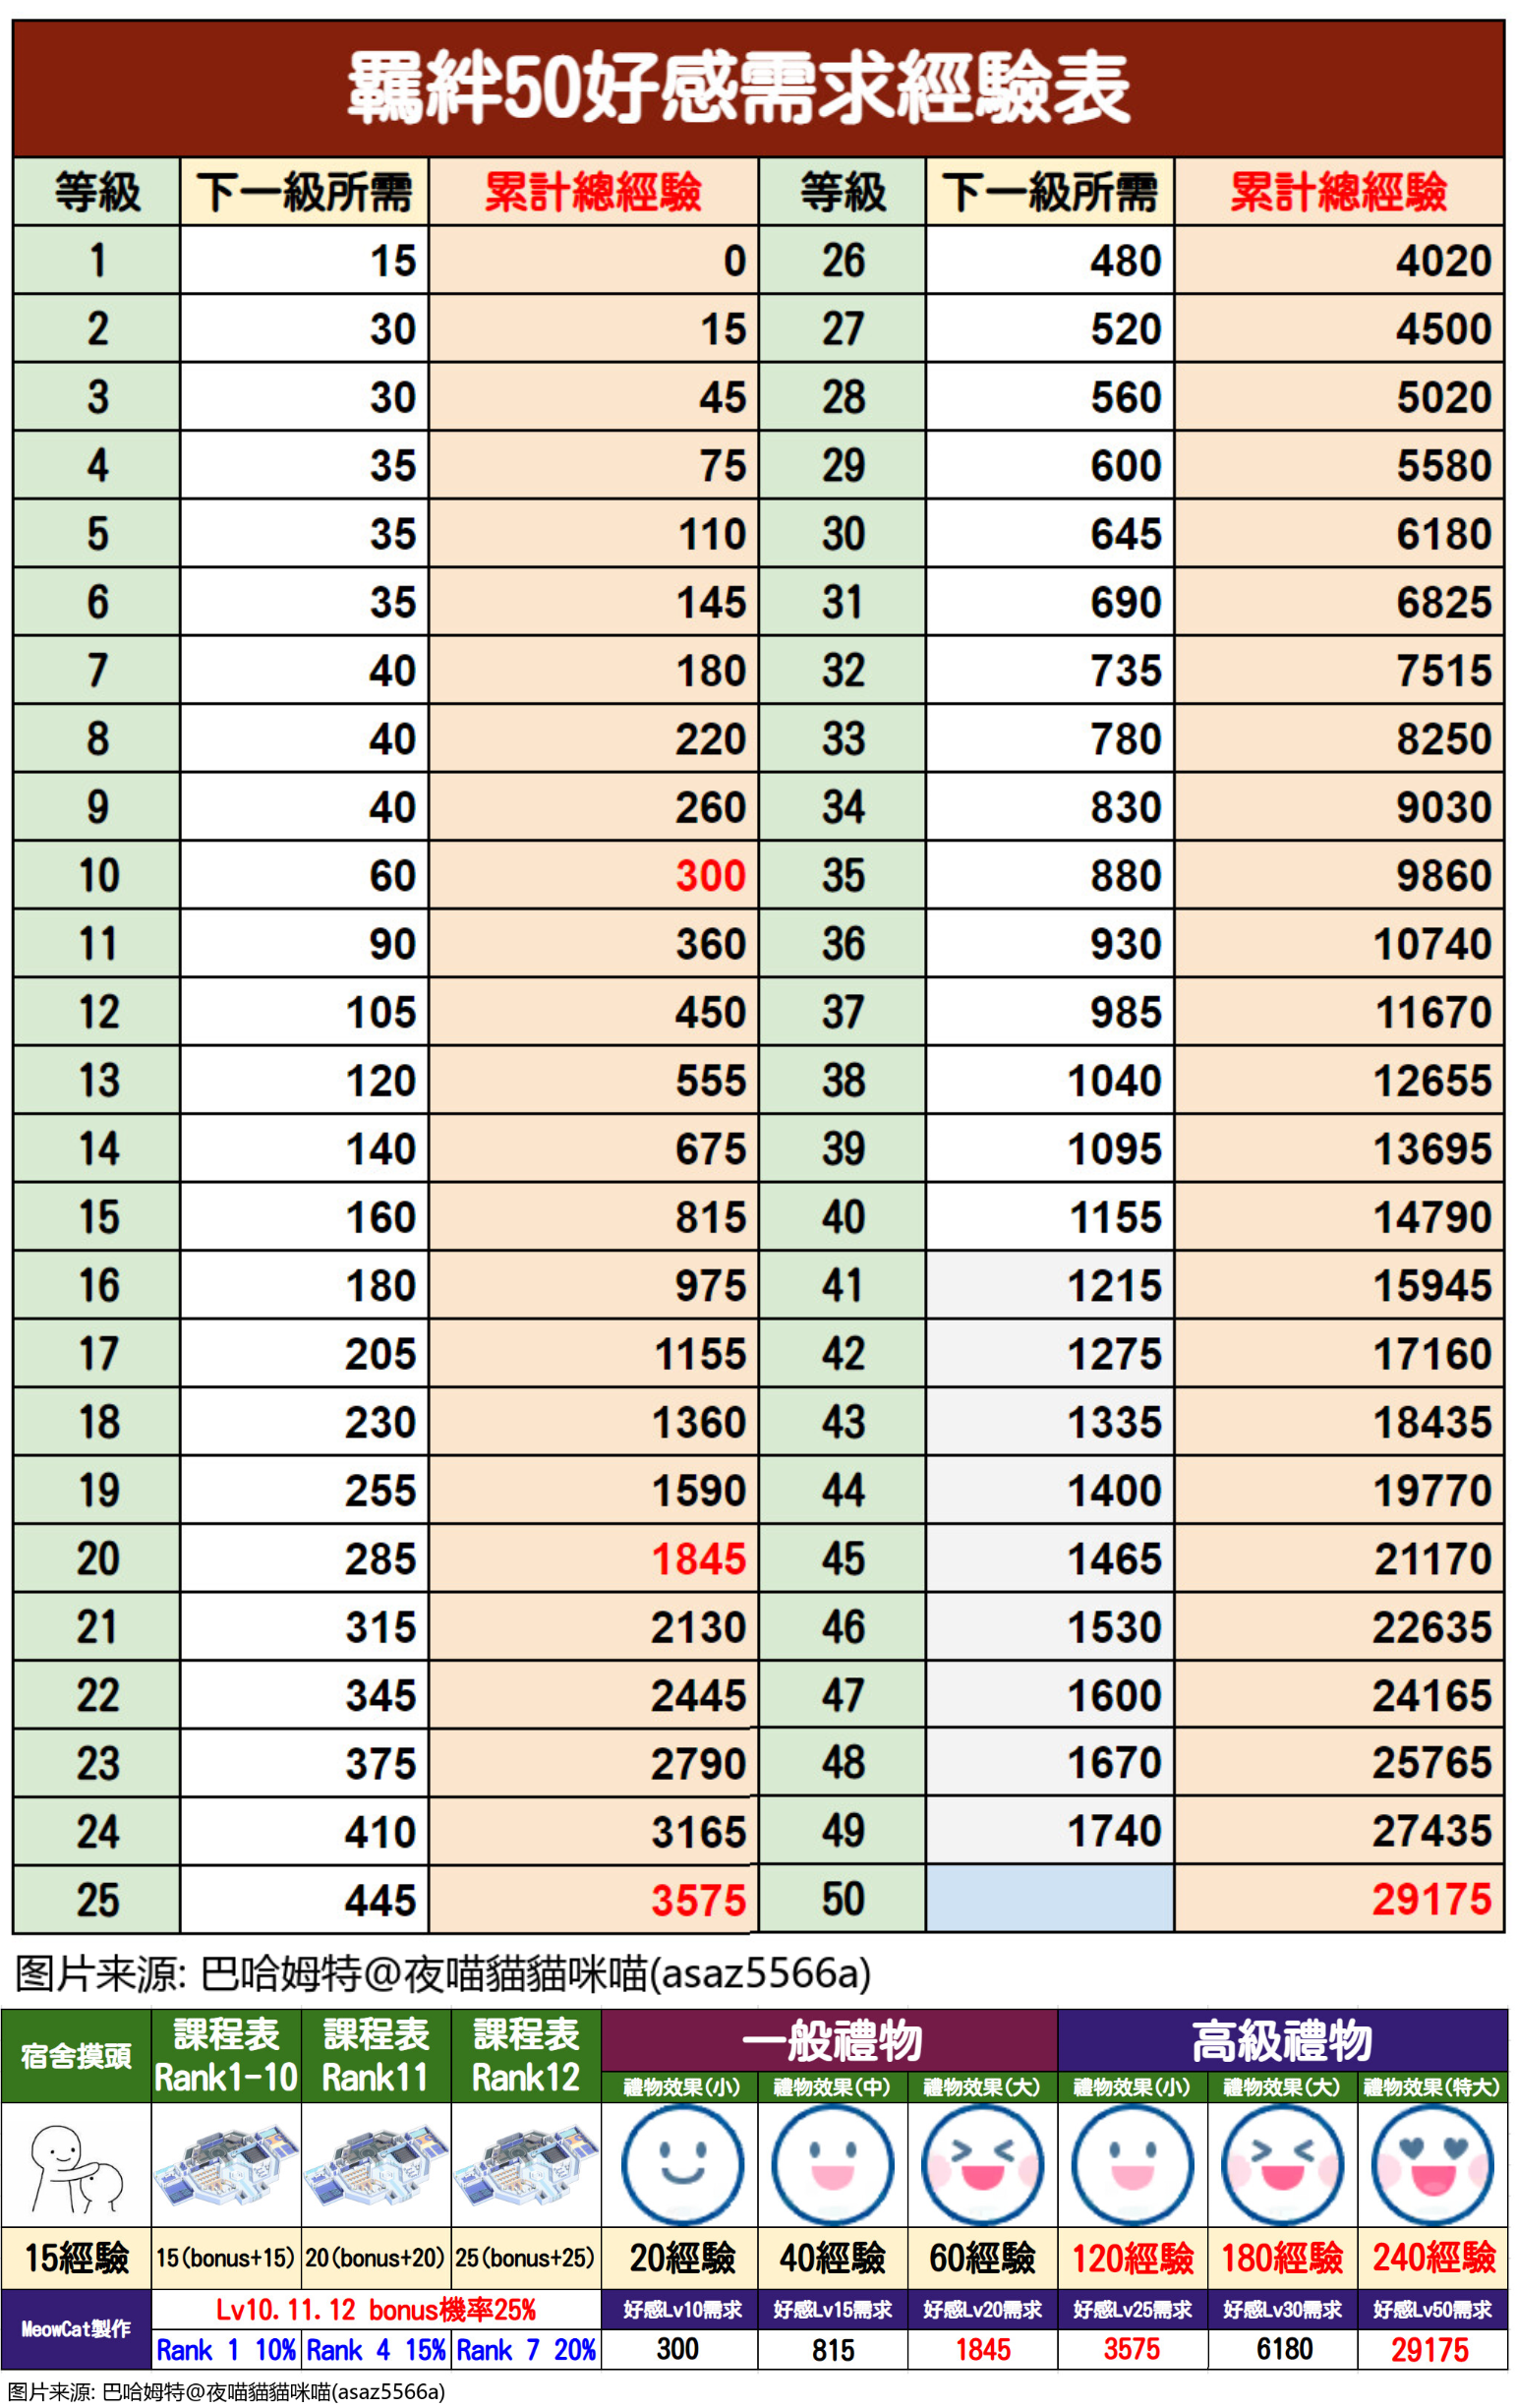 羈絆50好感需求經驗表
等級 下一級所需 累計總經驗 等級 下一級所需 累計總經驗
1 15 0 26 480 4020
2 30 15 27 520 4500
3 30 45 28 560 5020
4 35 75 29 600 5580
5 35 110 30 645 6180
6 35 145 31 690 6825
7 40 180 32 735 7515
8 40 220 33 780 8250
9 40 260 34 830 9030
10 60 300 35 880 9860
11 90 360 36 930 10740
12 105 450 37 985 11670
13 120 555 38 1040 12655
14 140 675 39 1095 13695
15 160 815 40 1155 14790
16 180 975 41 1215 15945
17 205 1155 42 1275 17160
18 230 1360 43 1335 18435
19 255 1590 44 1400 19770
20 285 1845 45 1465 21170
21 315 2130 46 1530 22635
22 345 2445 47 1600 24165
23 375 2790 48 1670 25765
24 410 3165 49 1740 27435
25 445 3575 50 29175
图片来源: 巴哈姆特@夜喵貓貓咪喵(asaz5566a)
宿舍摸頭 課程表 課程表 課程表 一般禮物 高級禮物
Rank1-10 Rank11 Rank12 禮物效果(小) 禮物效果(中) 禮物效果(大) 禮物效果(小) 禮物效果(大) 禮物效果(特大)
15經驗 15(bonus+15) 20(bonus+20) 25(bonus+25) 20經驗 40經驗 60經驗 120經驗 180經驗 240經驗
MeowCat製作 Lv10.11.12 bonus機率25% 好感Lv10需求 好感Lv15需求 好感Lv20需求 好感Lv25需求 好感Lv30需求 好感Lv50需求
Rank 1 10% Rank 4 15% Rank 7 20% 300 815 1845 3575 6180 29175
图片来源: 巴哈姆特@夜喵貓貓咪喵(asaz5566a)